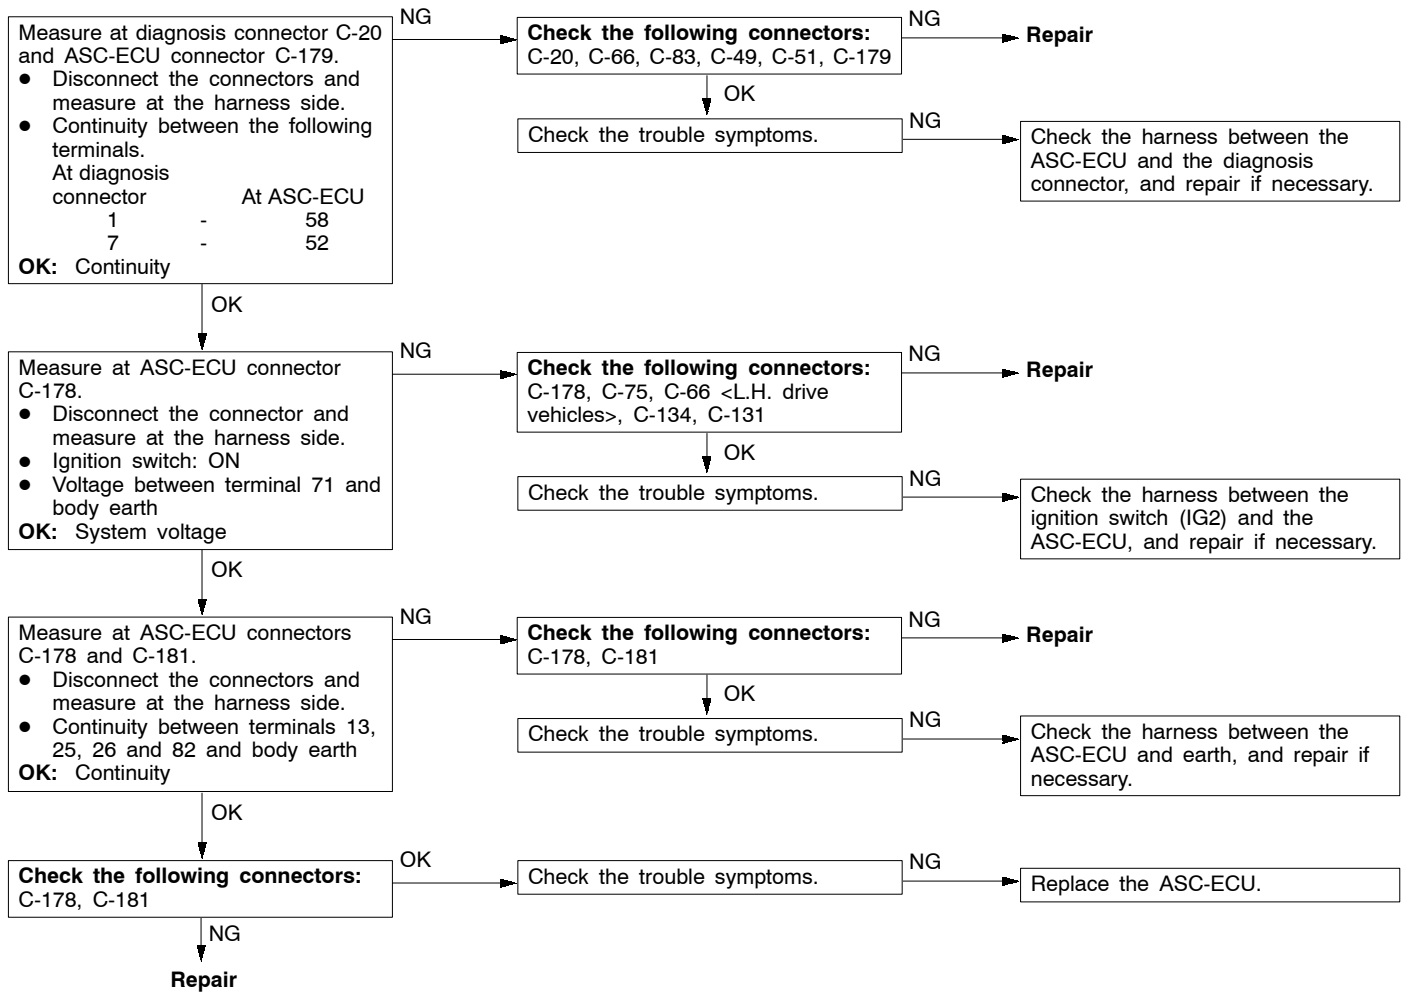 Measure at diagnosis connector C-20
and ASC-ECU connector C-179.
● Disconnect the connectors and
measure at the harness side.
● Continuity between the following
terminals.
At diagnosis
connector At ASC-ECU
1 - 58
7 - 52
OK: Continuity
NG
Check the following connectors:
C-20, C-66, C-83, C-49, C-51, C-179
NG
Repair
OK
Check the trouble symptoms.
NG
Check the harness between the
ASC-ECU and the diagnosis
connector, and repair if necessary.
OK
Measure at ASC-ECU connector
C-178.
● Disconnect the connector and
measure at the harness side.
● Ignition switch: ON
● Voltage between terminal 71 and
body earth
OK: System voltage
NG
Check the following connectors:
C-178, C-75, C-66 <L.H. drive
vehicles>, C-134, C-131
NG
Repair
OK
Check the trouble symptoms.
NG
Check the harness between the
ignition switch (IG2) and the
ASC-ECU, and repair if necessary.
OK
Measure at ASC-ECU connectors
C-178 and C-181.
● Disconnect the connectors and
measure at the harness side.
● Continuity between terminals 13,
25, 26 and 82 and body earth
OK: Continuity
NG
Check the following connectors:
C-178, C-181
NG
Repair
OK
Check the trouble symptoms.
NG
Check the harness between the
ASC-ECU and earth, and repair if
necessary.
OK
Check the following connectors:
C-178, C-181
OK
Check the trouble symptoms.
NG
Replace the ASC-ECU.
NG
Repair